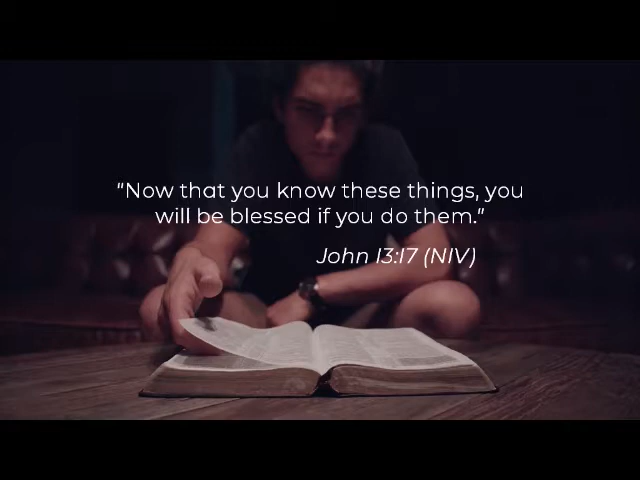 "Now that you know these things, you
will be blessed if you do them."
John 13:17 (NIV)